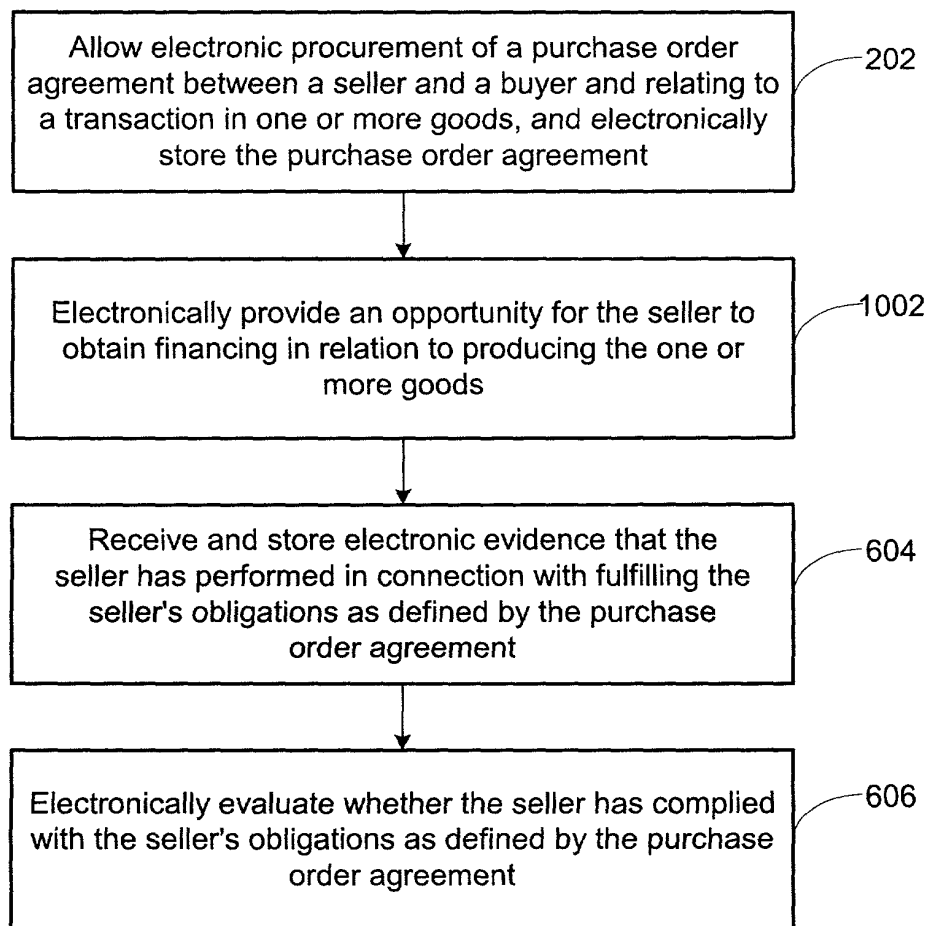 Allow electronic procurement of a purchase order
agreement between a seller and a buyer and relating to
a transaction in one or more goods, and electronically
store the purchase order agreement
202
Electronically provide an opportunity for the seller to
obtain financing in relation to producing the one or
more goods
1002
Receive and store electronic evidence that the
seller has performed in connection with fulfilling the
seller's obligations as defined by the purchase
order agreement
604
Electronically evaluate whether the seller has complied
with the seller's obligations as defined by the purchase
order agreement
606